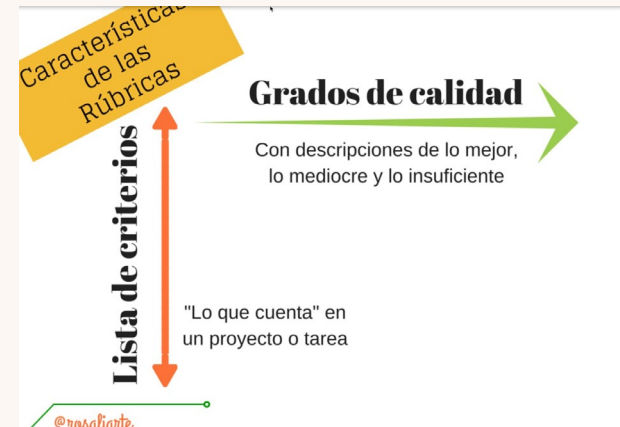 Características
de las
Rúbricas
Grados de calidad
Con descripciones de lo mejor,
lo mediocre y lo insuficiente
Lista de criterios
"Lo que cuenta" en
un proyecto o tarea
@rosaliarte